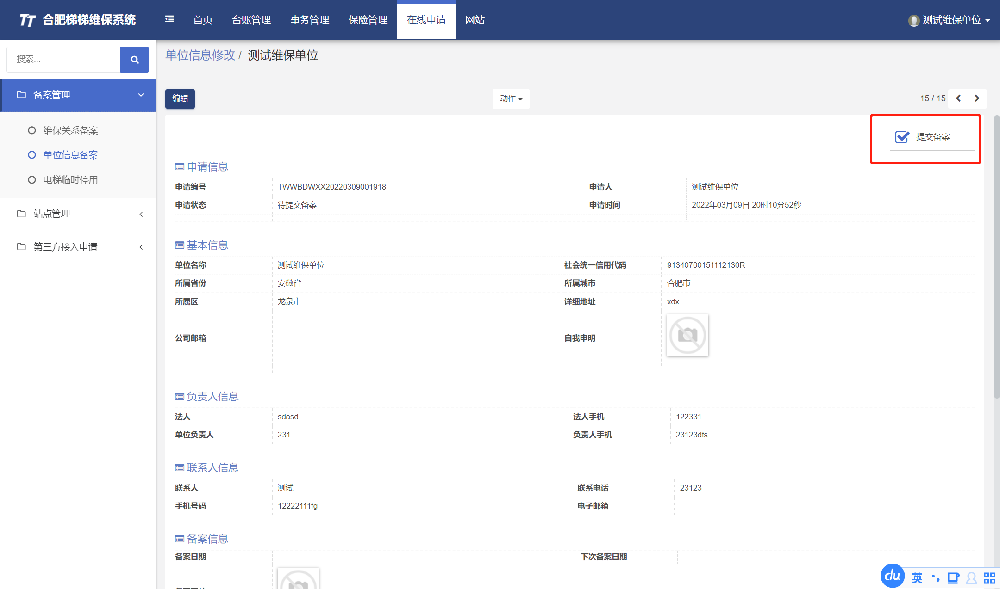 TT 合肥梯梯维保系统 首页 台账管理 事务管理 保险管理 在线申请 网站 测试维保单位
搜索...
备案管理
维保关系备案
单位信息备案
电梯临时停用
站点管理
第三方接入申请
单位信息修改 / 测试维保单位
编辑 动作 15 / 15
提交备案
申请信息
申请编号 TWWBDWXX20220309001918 申请人 测试维保单位
申请状态 待提交备案 申请时间 2022年03月09日 20时10分52秒
基本信息
单位名称 测试维保单位 社会统一信用代码 91340700151112130R
所属省份 安徽省 所属城市 合肥市
所属区 龙泉市 详细地址 xdx
公司邮箱 自我申明
负责人信息
法人 sdasd 法人手机 122331
单位负责人 231 负责人手机 23123dfs
联系人信息
联系人 测试 联系电话 23123
手机号码 12222111fg 电子邮箱
备案信息
备案日期 下次备案日期
du 英